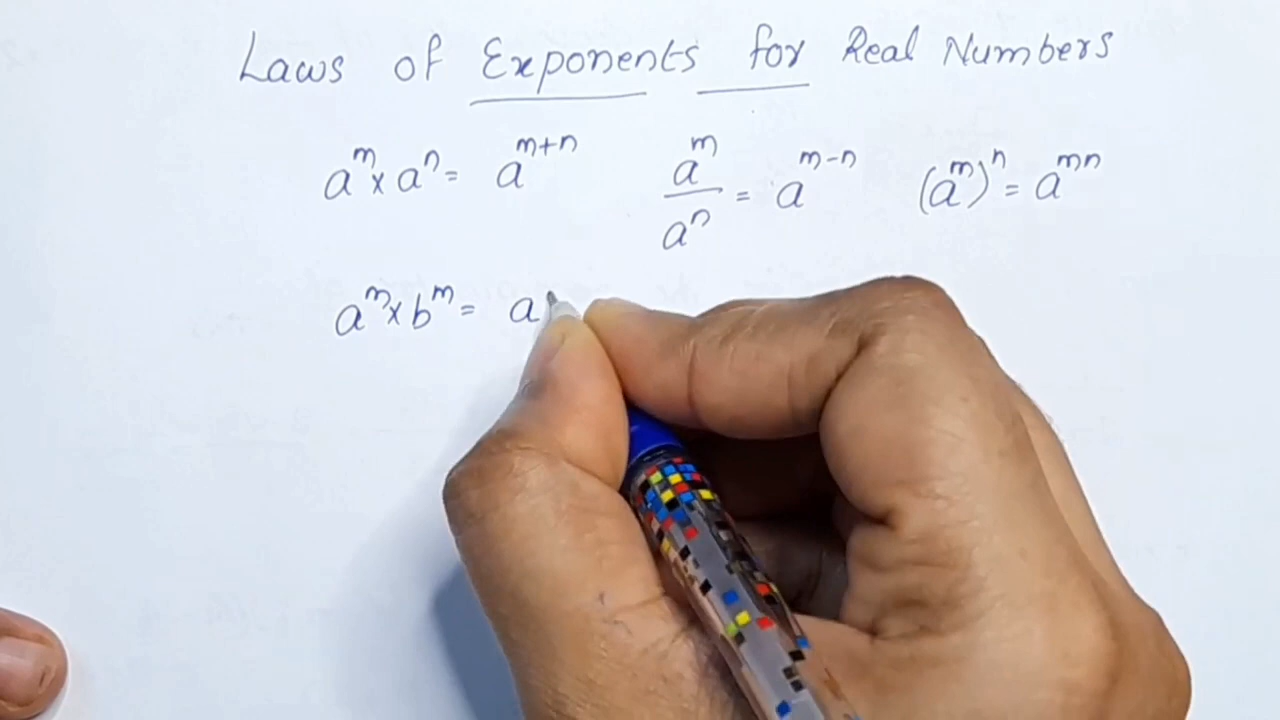 Laws of Exponents for Real Numbers
a^m × a^n = a^{m+n}    a^m / a^n = a^{m-n}    (a^m)^n = a^{mn}
a^m × b^m = a